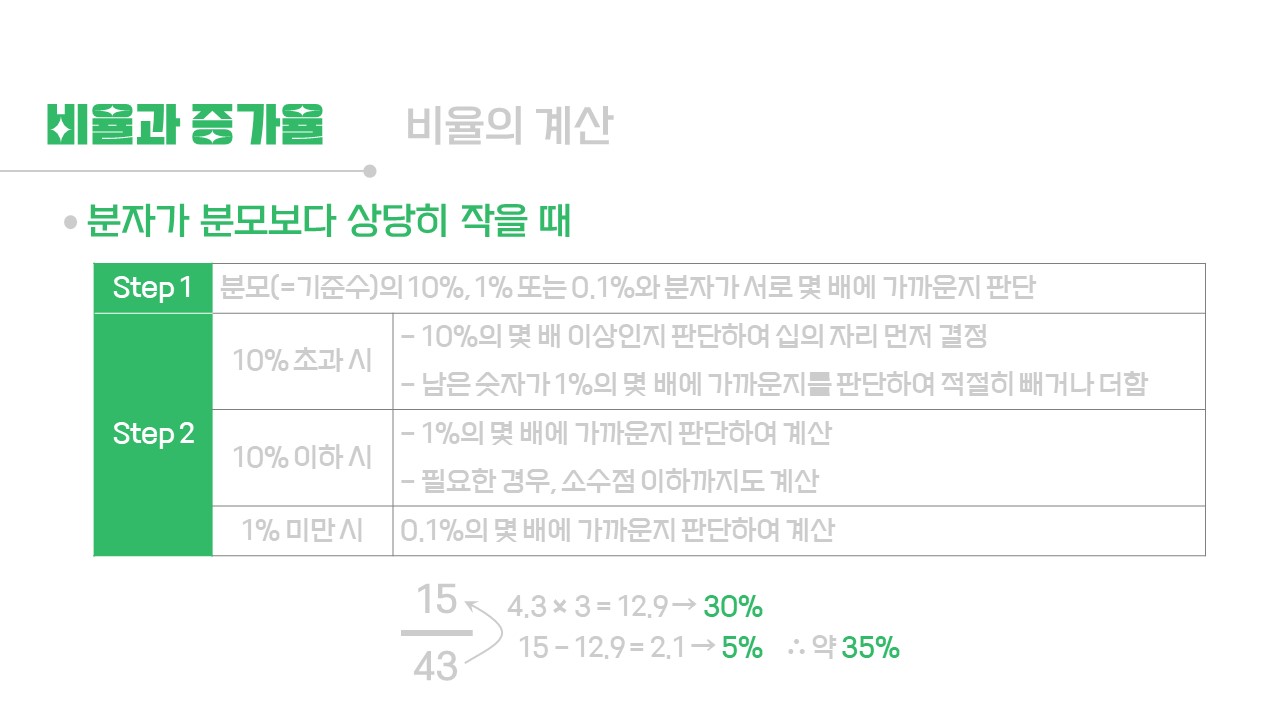 비율과 증가율
비율의 계산
분자가 분모보다 상당히 작을 때
Step 1
분모(=기준수)의 10%, 1% 또는 0.1%와 분자가 서로 몇 배에 가까운지 판단
Step 2
10% 초과 시
- 10%의 몇 배 이상인지 판단하여 십의 자리 먼저 결정
- 남은 숫자가 1%의 몇 배에 가까운지를 판단하여 적절히 빼거나 더함
10% 이하 시
- 1%의 몇 배에 가까운지 판단하여 계산
- 필요한 경우, 소수점 이하까지도 계산
1% 미만 시
0.1%의 몇 배에 가까운지 판단하여 계산
15
43
4.3 × 3 = 12.9 → 30%
15 - 12.9 = 2.1 → 5% ∴ 약 35%